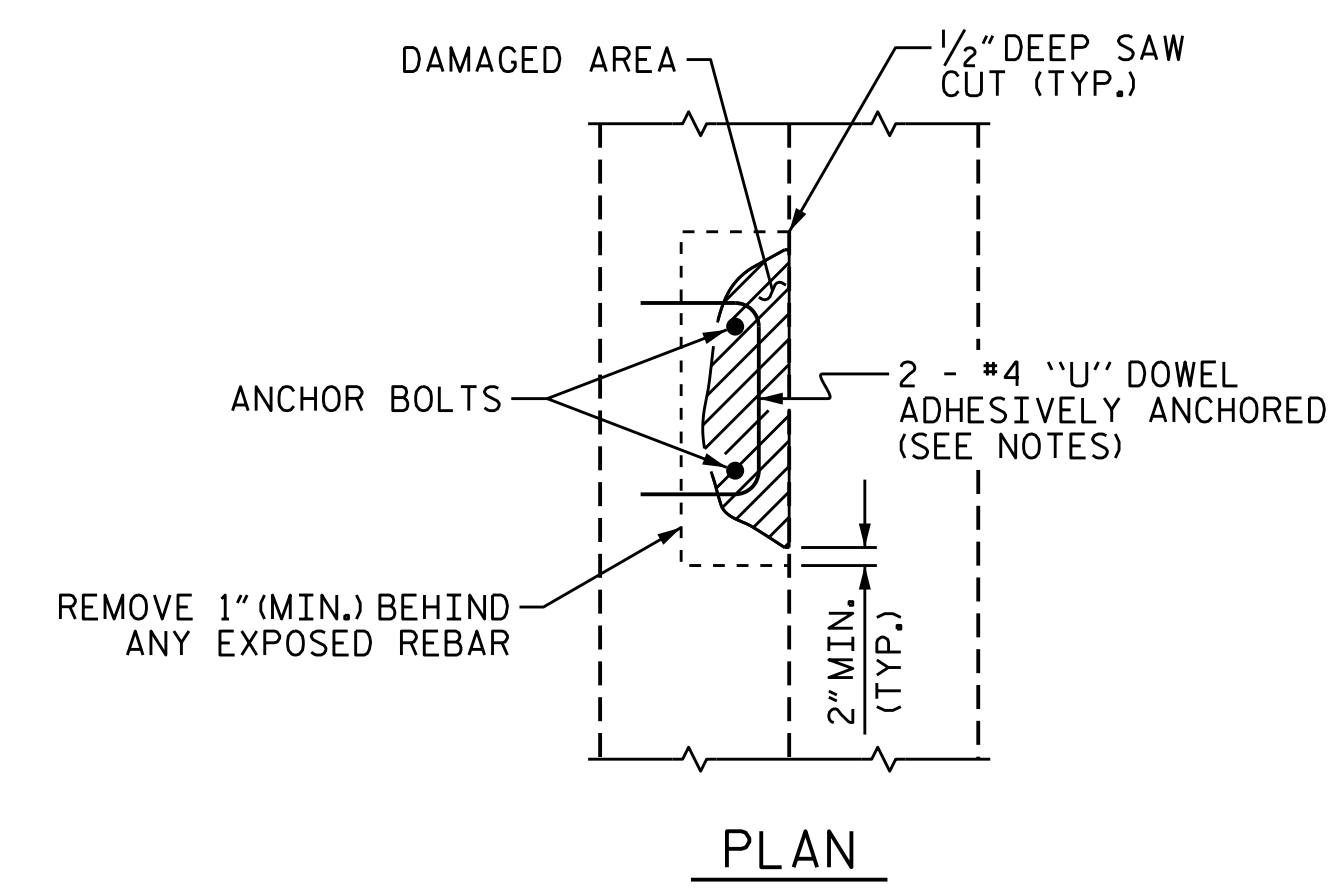 DAMAGED AREA
1/2" DEEP SAW
CUT (TYP.)
ANCHOR BOLTS
2 - #4 ``U'' DOWEL
ADHESIVELY ANCHORED
(SEE NOTES)
REMOVE 1" (MIN.) BEHIND
ANY EXPOSED REBAR
2" MIN.
(TYP.)
PLAN